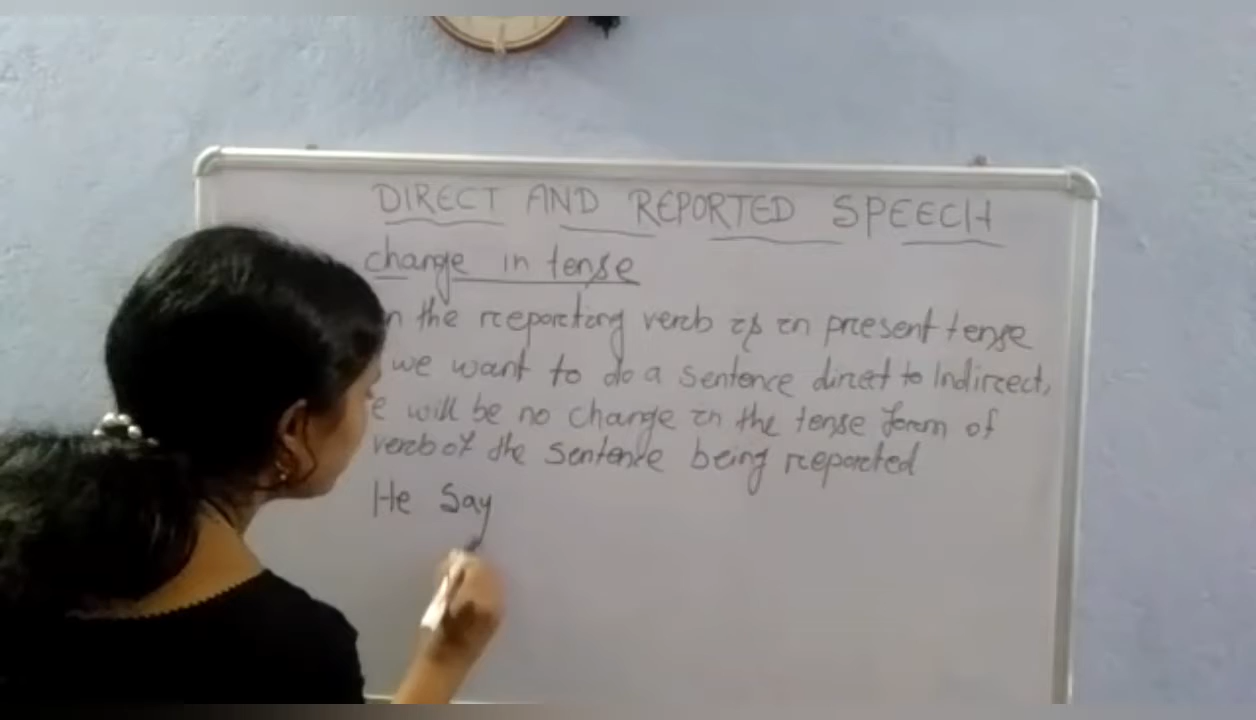 DIRECT AND REPORTED SPEECH
change in tense
n the reporting verb is in present tense
we want to do a sentence direct to Indirect,
e will be no change in the tense form of
verb of the sentence being reported
He Say